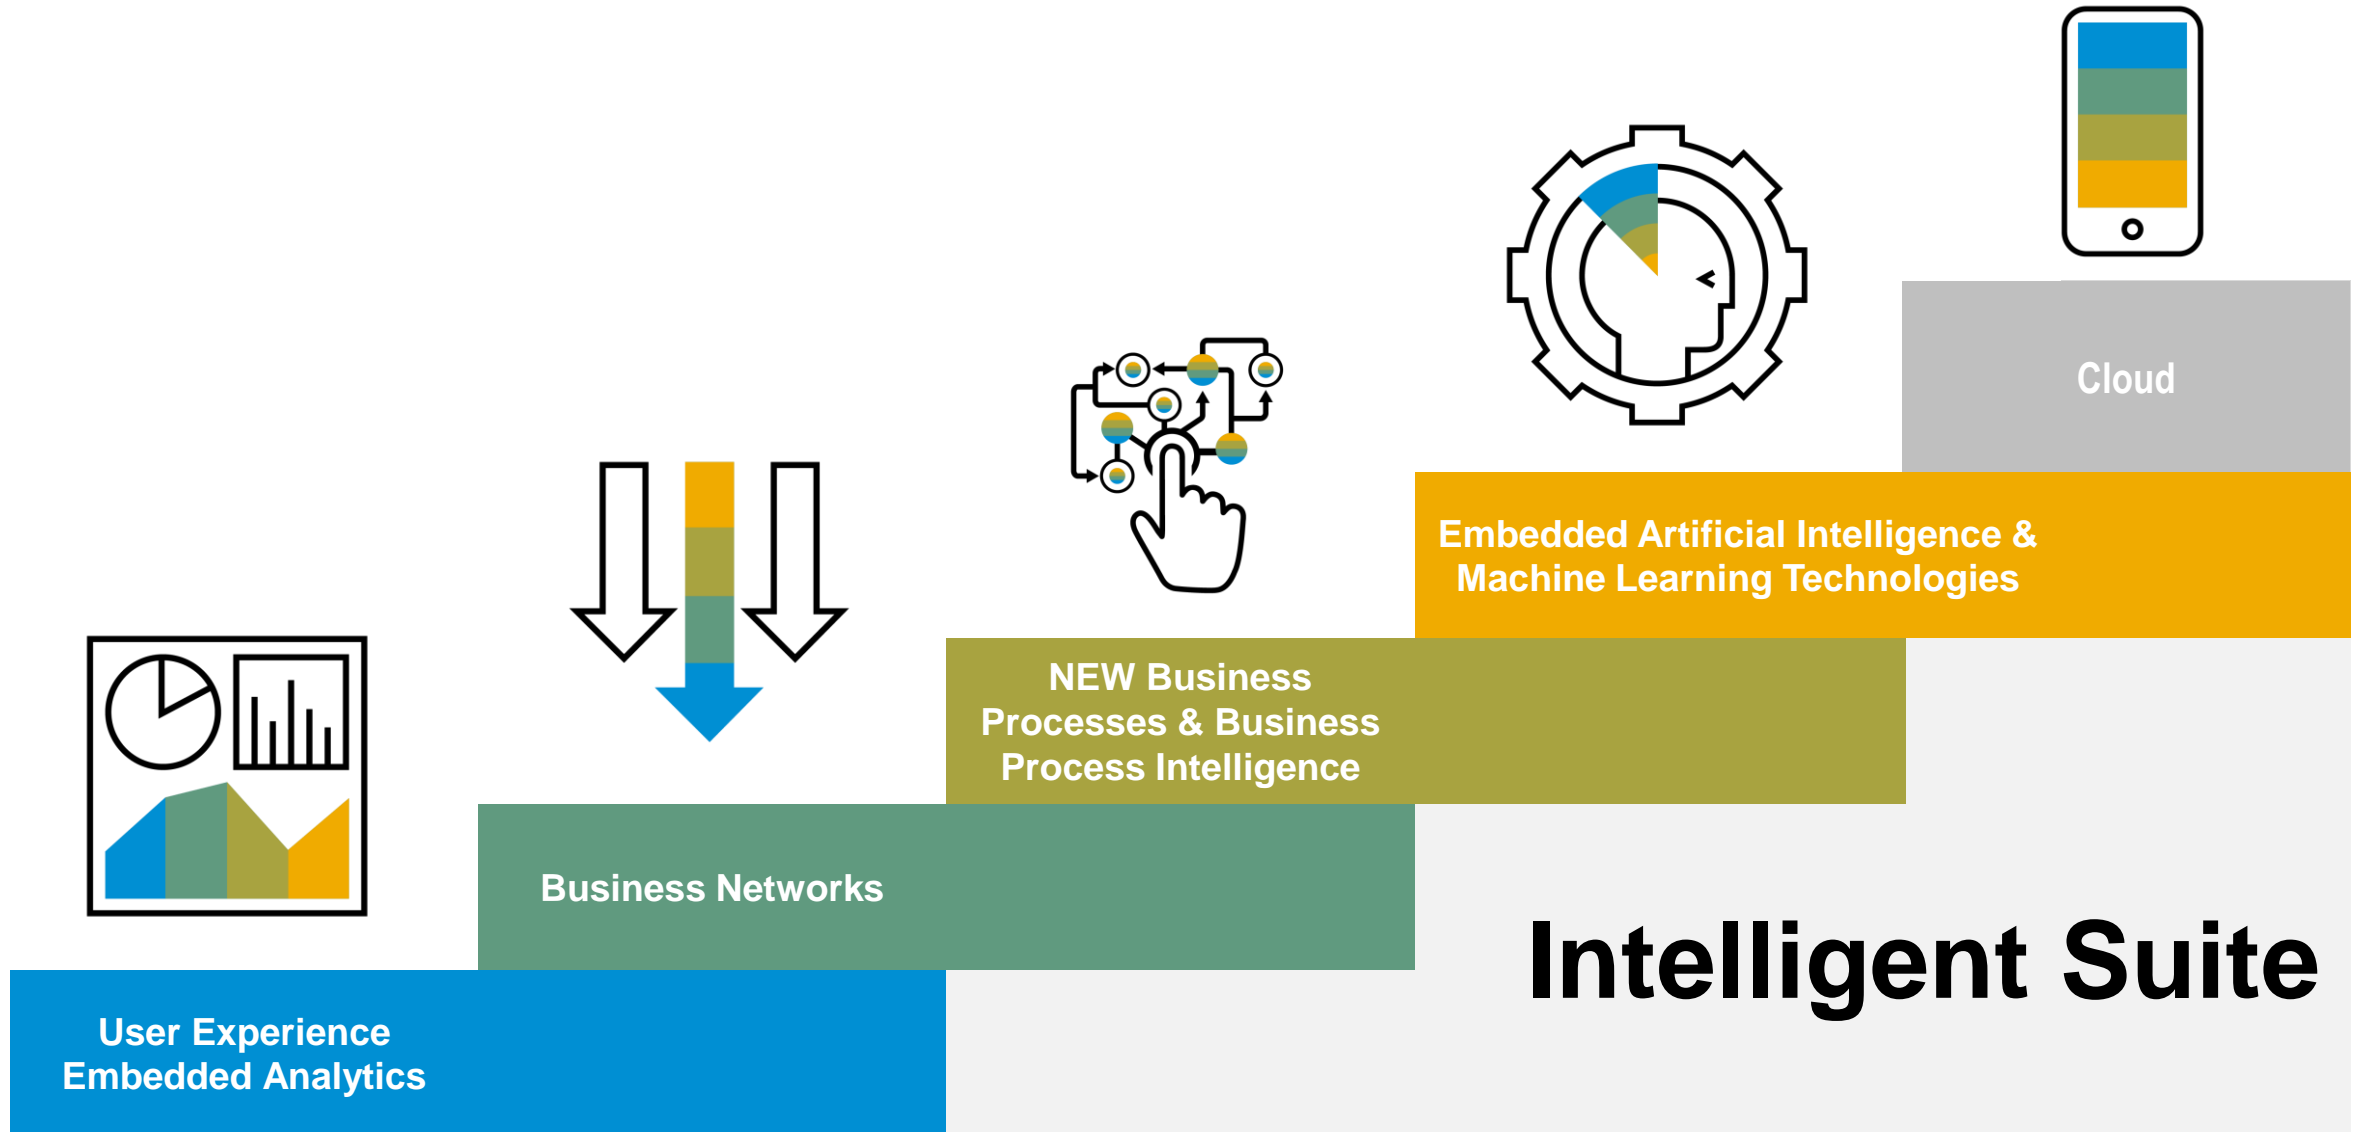 Cloud
Embedded Artificial Intelligence &
Machine Learning Technologies
NEW Business
Processes & Business
Process Intelligence
Business Networks
Intelligent Suite
User Experience
Embedded Analytics